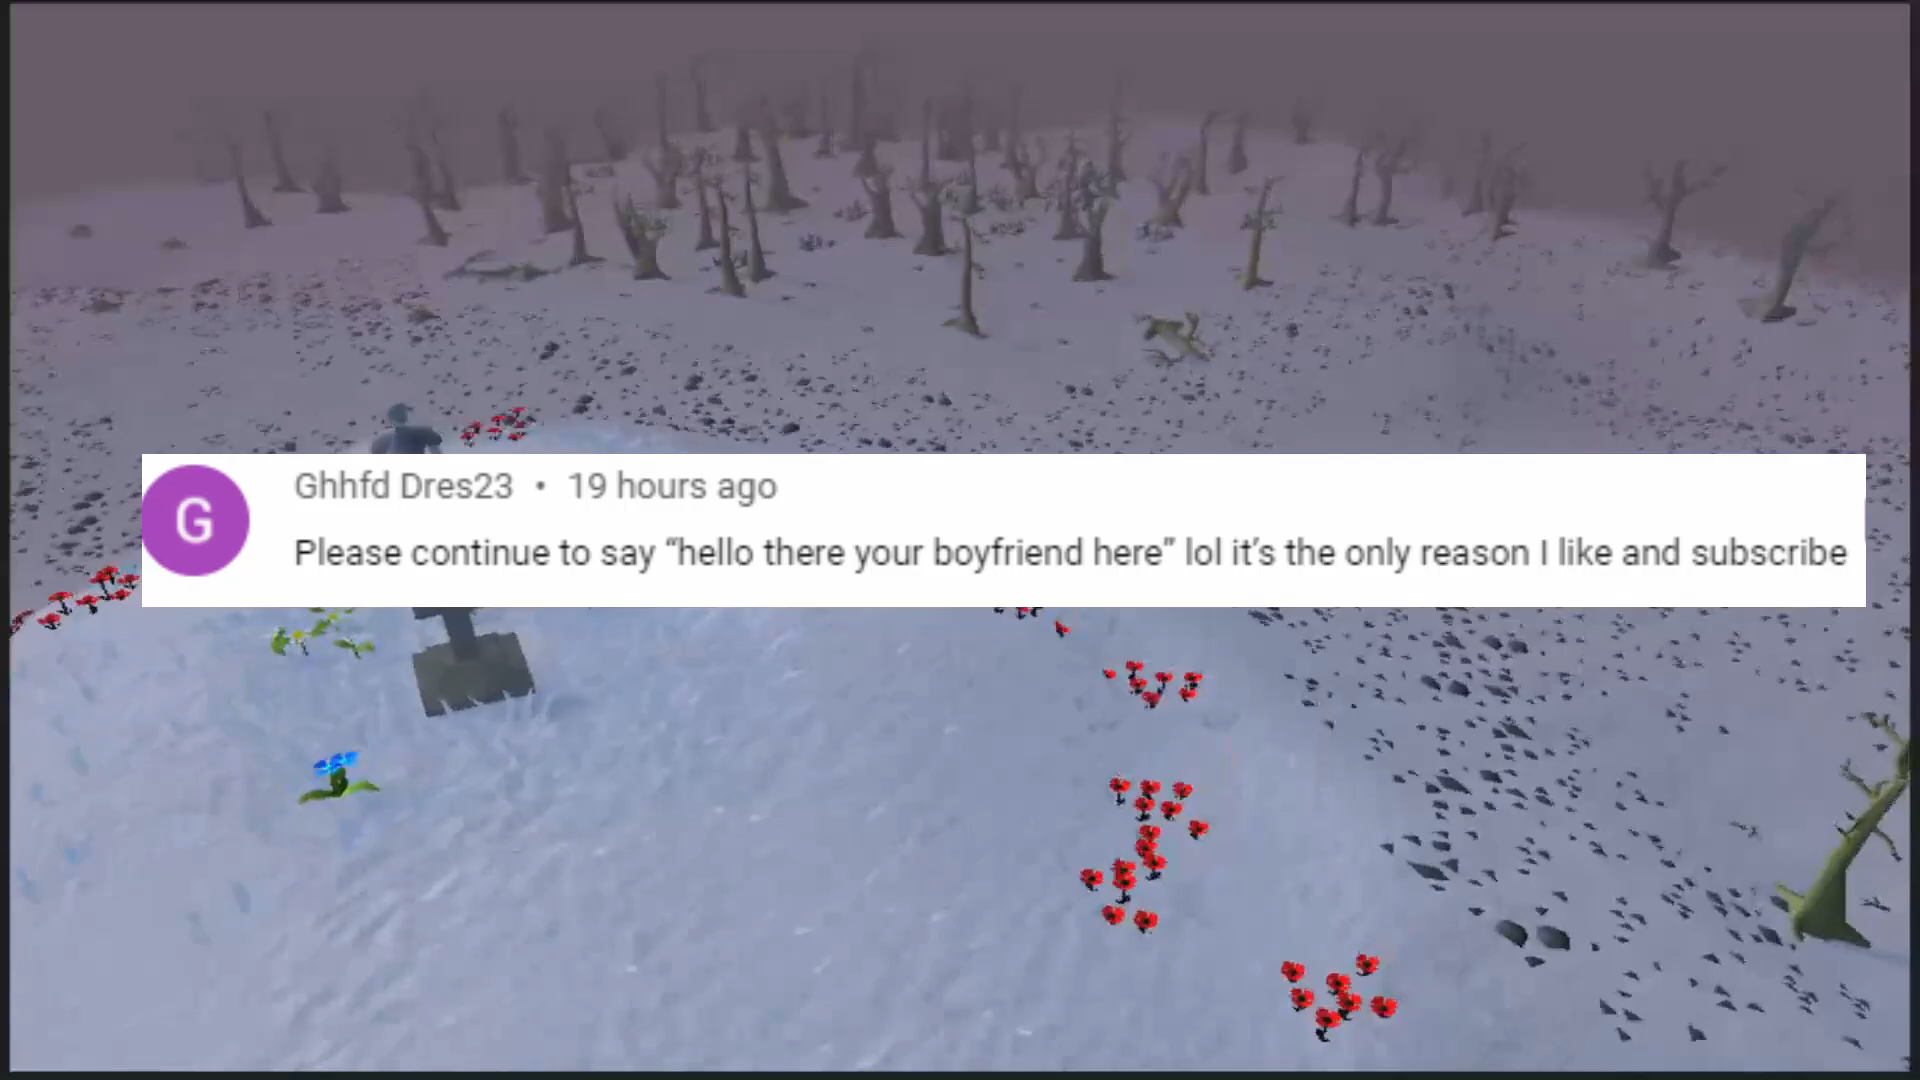 G
Ghhfd Dres23 • 19 hours ago
Please continue to say “hello there your boyfriend here” lol it’s the only reason I like and subscribe